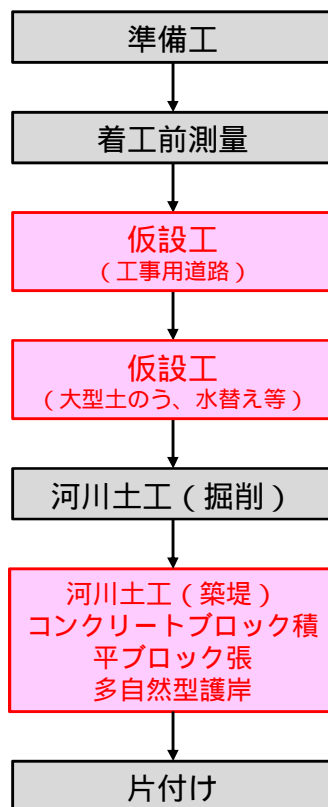 準備工
着工前測量
仮設工
（工事用道路）
仮設工
（大型土のう、水替え等）
河川土工（掘削）
河川土工（築堤）
コンクリートブロック積
平ブロック張
多自然型護岸
片付け